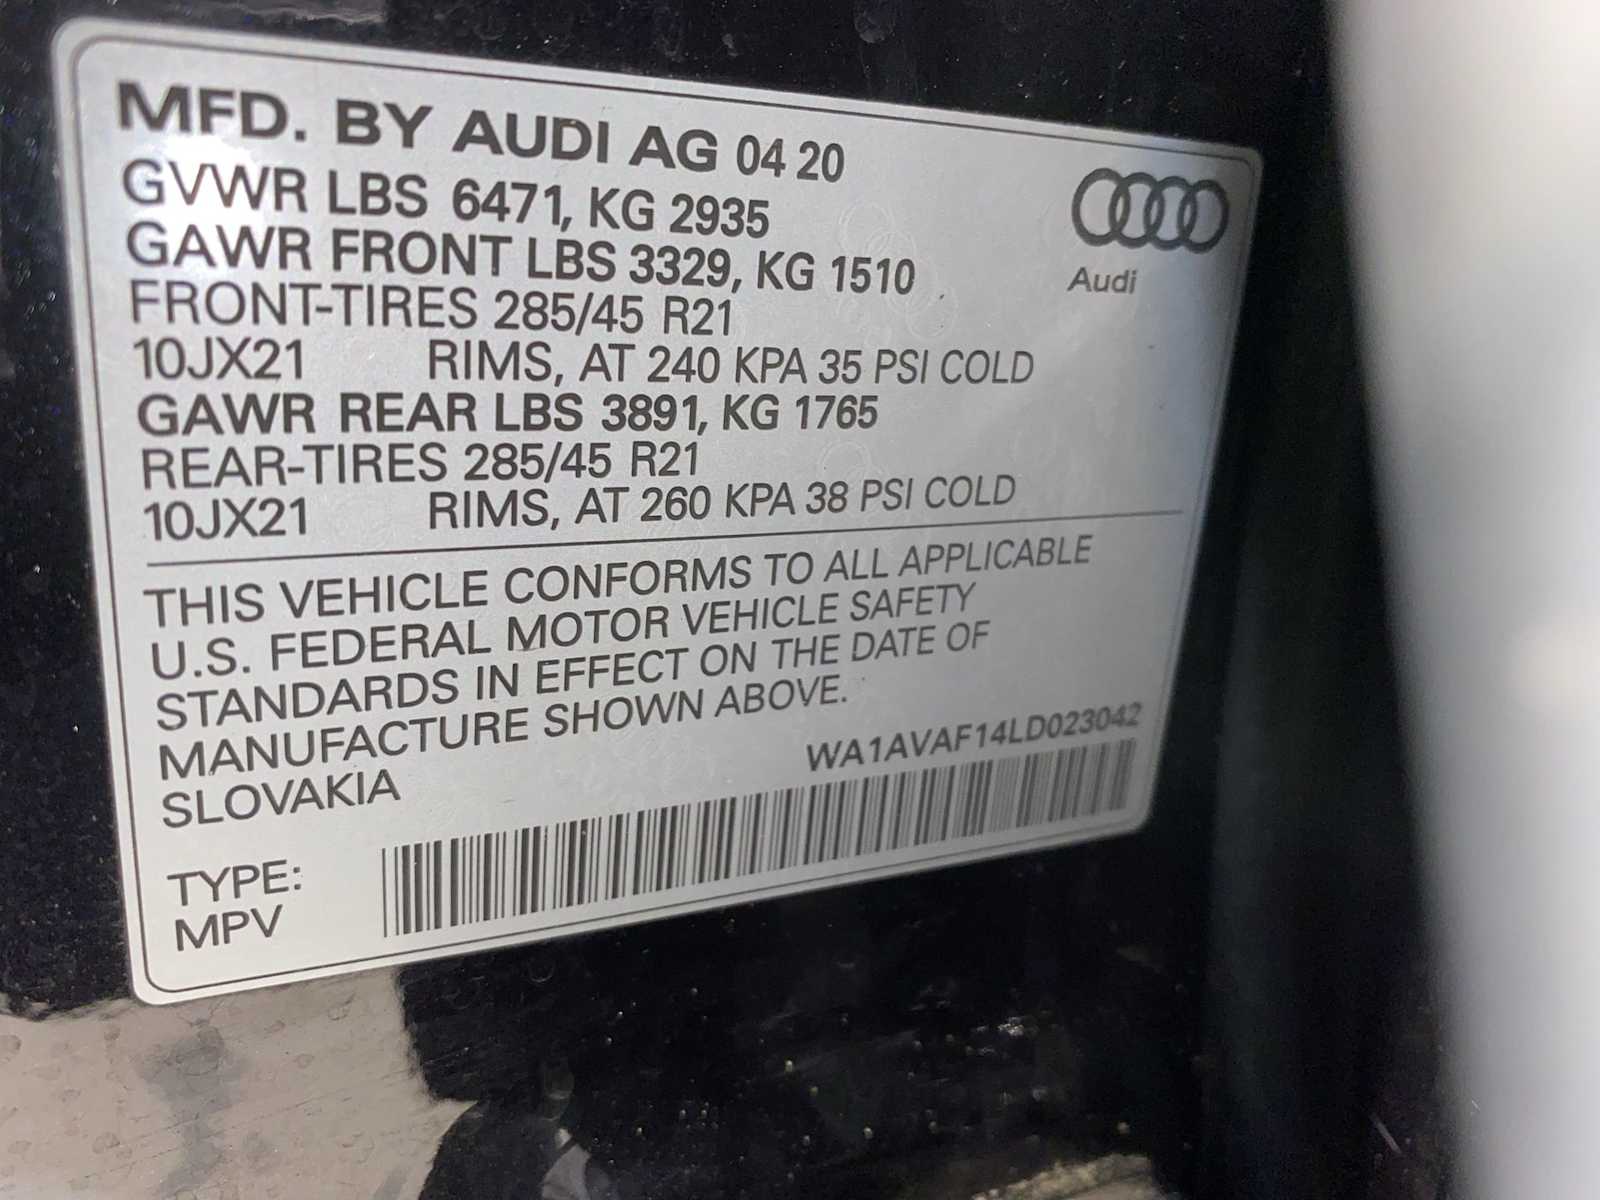 MFD. BY AUDI AG 04 20
GVWR LBS 6471, KG 2935
GAWR FRONT LBS 3329, KG 1510
FRONT-TIRES 285/45 R21
10JX21 RIMS, AT 240 KPA 35 PSI COLD
GAWR REAR LBS 3891, KG 1765
REAR-TIRES 285/45 R21
10JX21 RIMS, AT 260 KPA 38 PSI COLD
Audi
THIS VEHICLE CONFORMS TO ALL APPLICABLE
U.S. FEDERAL MOTOR VEHICLE SAFETY
STANDARDS IN EFFECT ON THE DATE OF
MANUFACTURE SHOWN ABOVE.
SLOVAKIA
WA1AVAF14LD023042
TYPE:
MPV